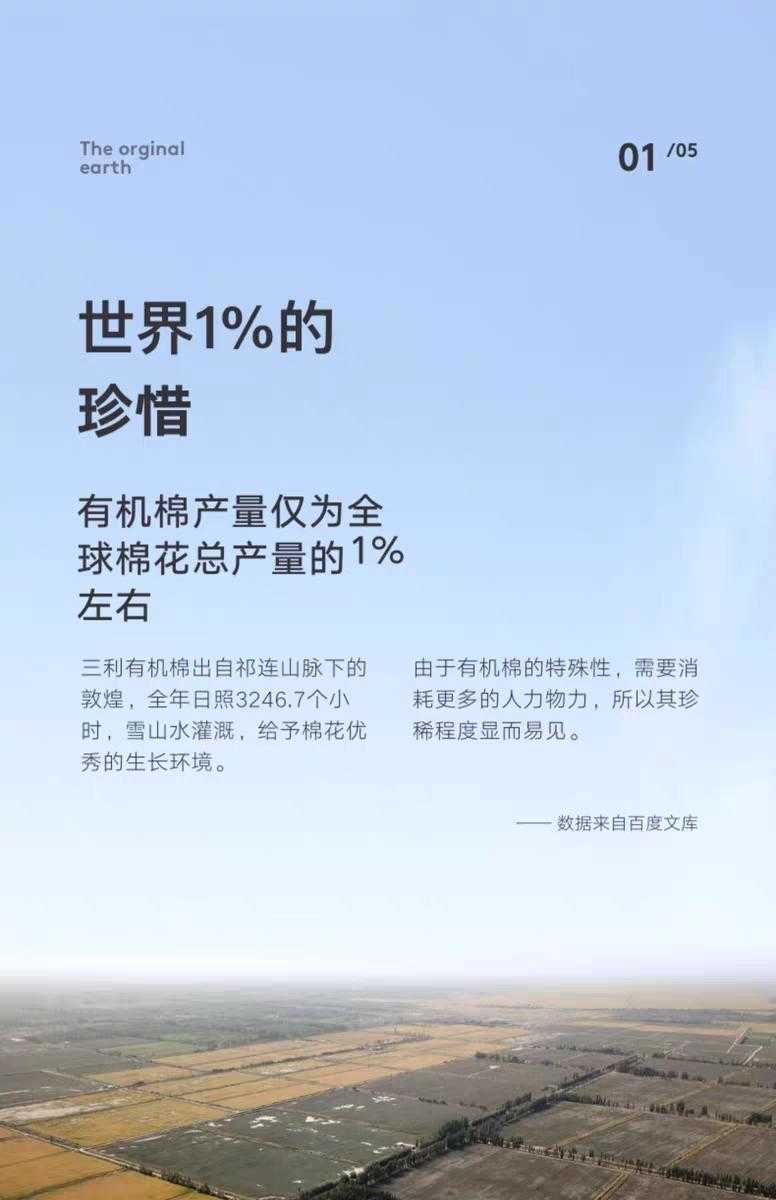 The orginal
earth
01 /05
世界1%的
珍惜
有机棉产量仅为全
球棉花总产量的1%
左右
三利有机棉出自祁连山脉下的
敦煌，全年日照3246.7个小
时，雪山水灌溉，给予棉花优
秀的生长环境。
由于有机棉的特殊性，需要消
耗更多的人力物力，所以其珍
稀程度显而易见。
—— 数据来自百度文库